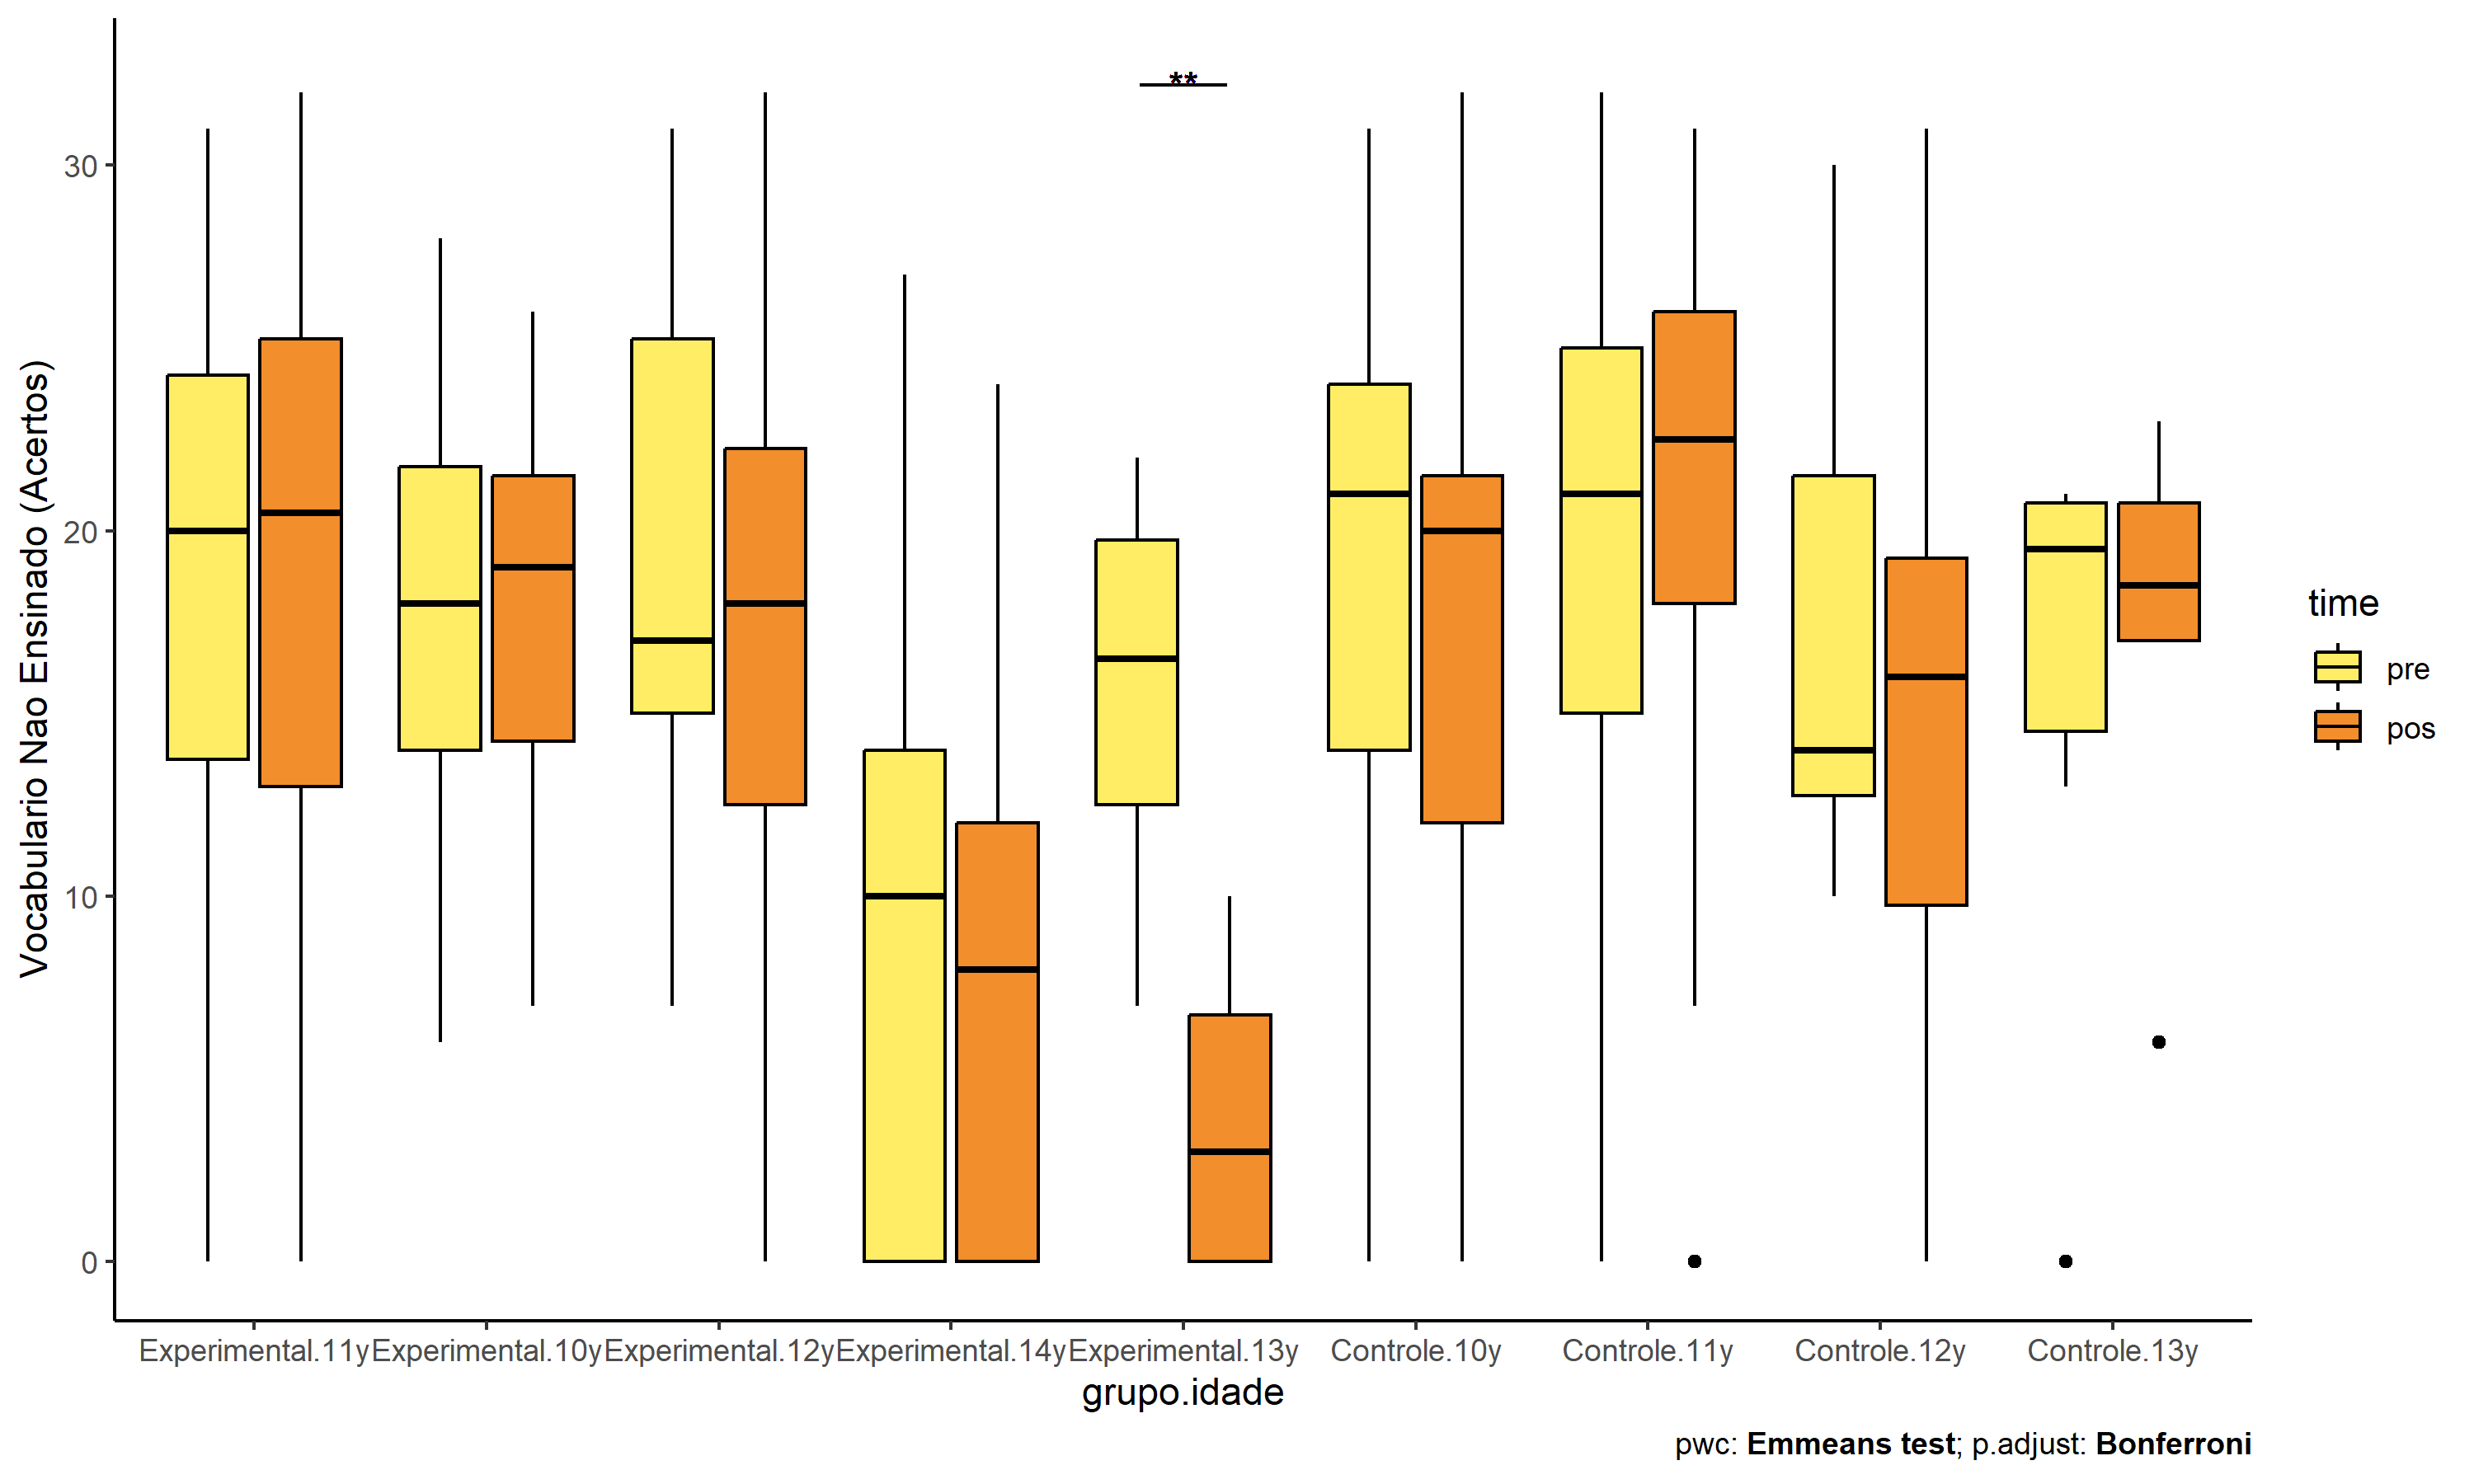 **
Vocabulario Nao Ensinado (Acertos)
30
20
10
0
Experimental.11y Experimental.10y Experimental.12y Experimental.14y Experimental.13y Controle.10y Controle.11y Controle.12y Controle.13y
grupo.idade
time
pre
pos
pwc: Emmeans test; p.adjust: Bonferroni